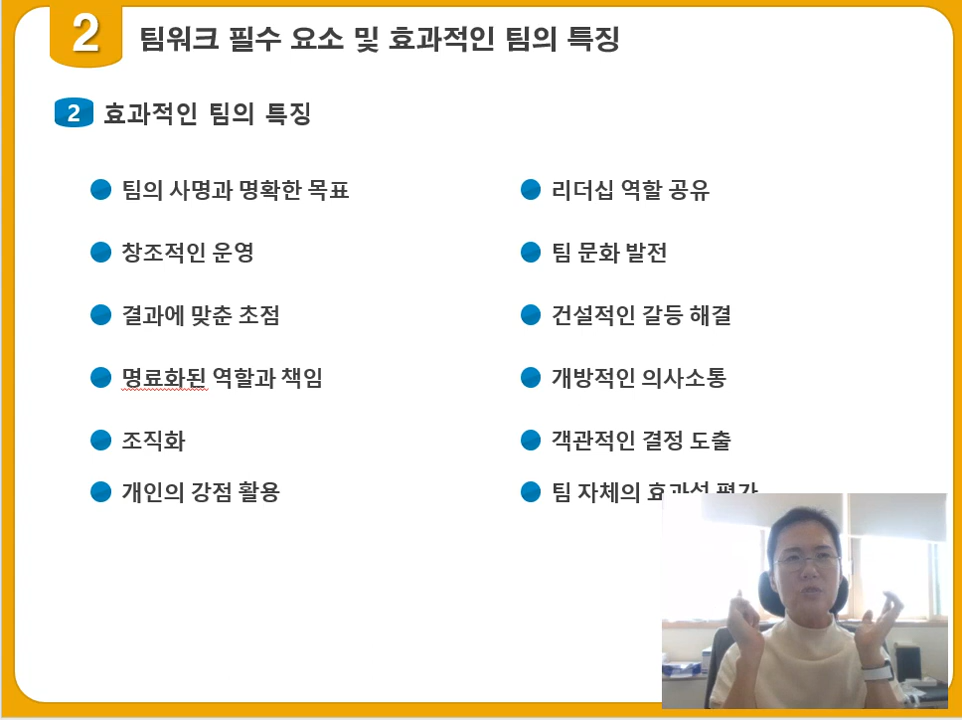 2 팀워크 필수 요소 및 효과적인 팀의 특징
2 효과적인 팀의 특징
팀의 사명과 명확한 목표
창조적인 운영
결과에 맞춘 초점
명료화된 역할과 책임
조직화
개인의 강점 활용
리더십 역할 공유
팀 문화 발전
건설적인 갈등 해결
개방적인 의사소통
객관적인 결정 도출
팀 자체의 효과성 평가